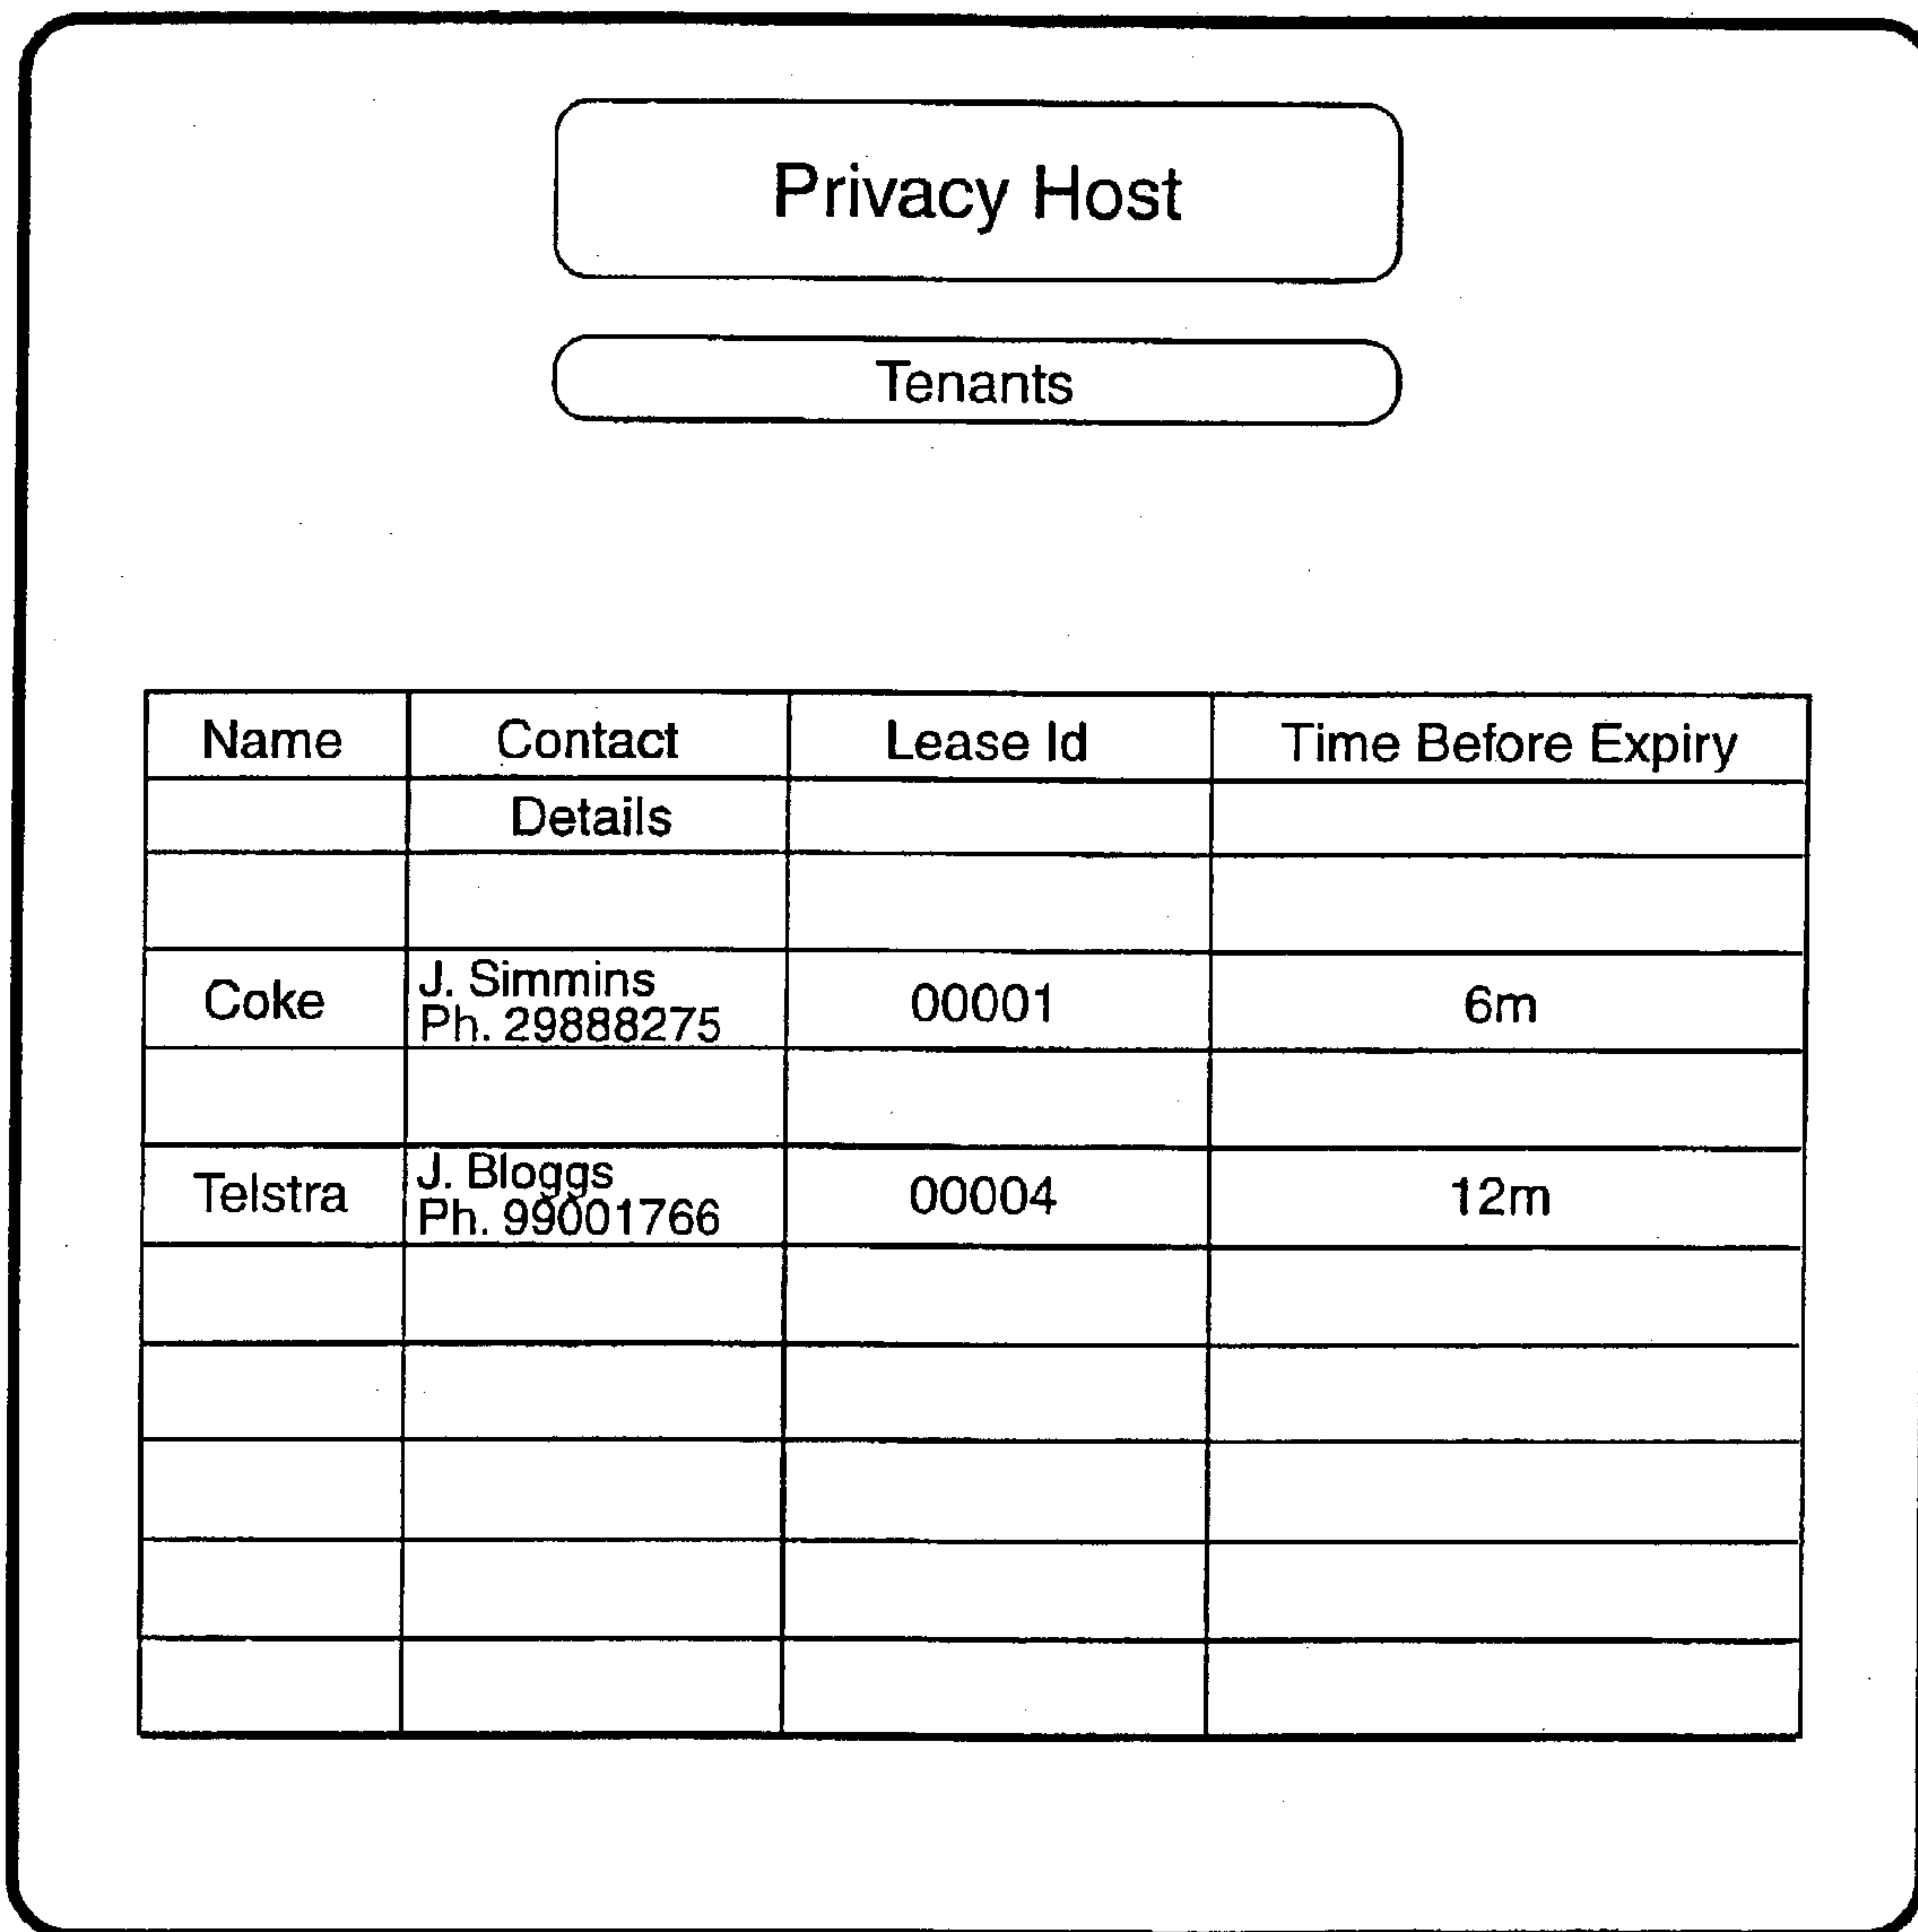 Privacy Host
Tenants
Name Contact Lease Id Time Before Expiry
Details
Coke J. Simmins Ph. 29888275 00001 6m
Telstra J. Bloggs Ph. 99001766 00004 12m